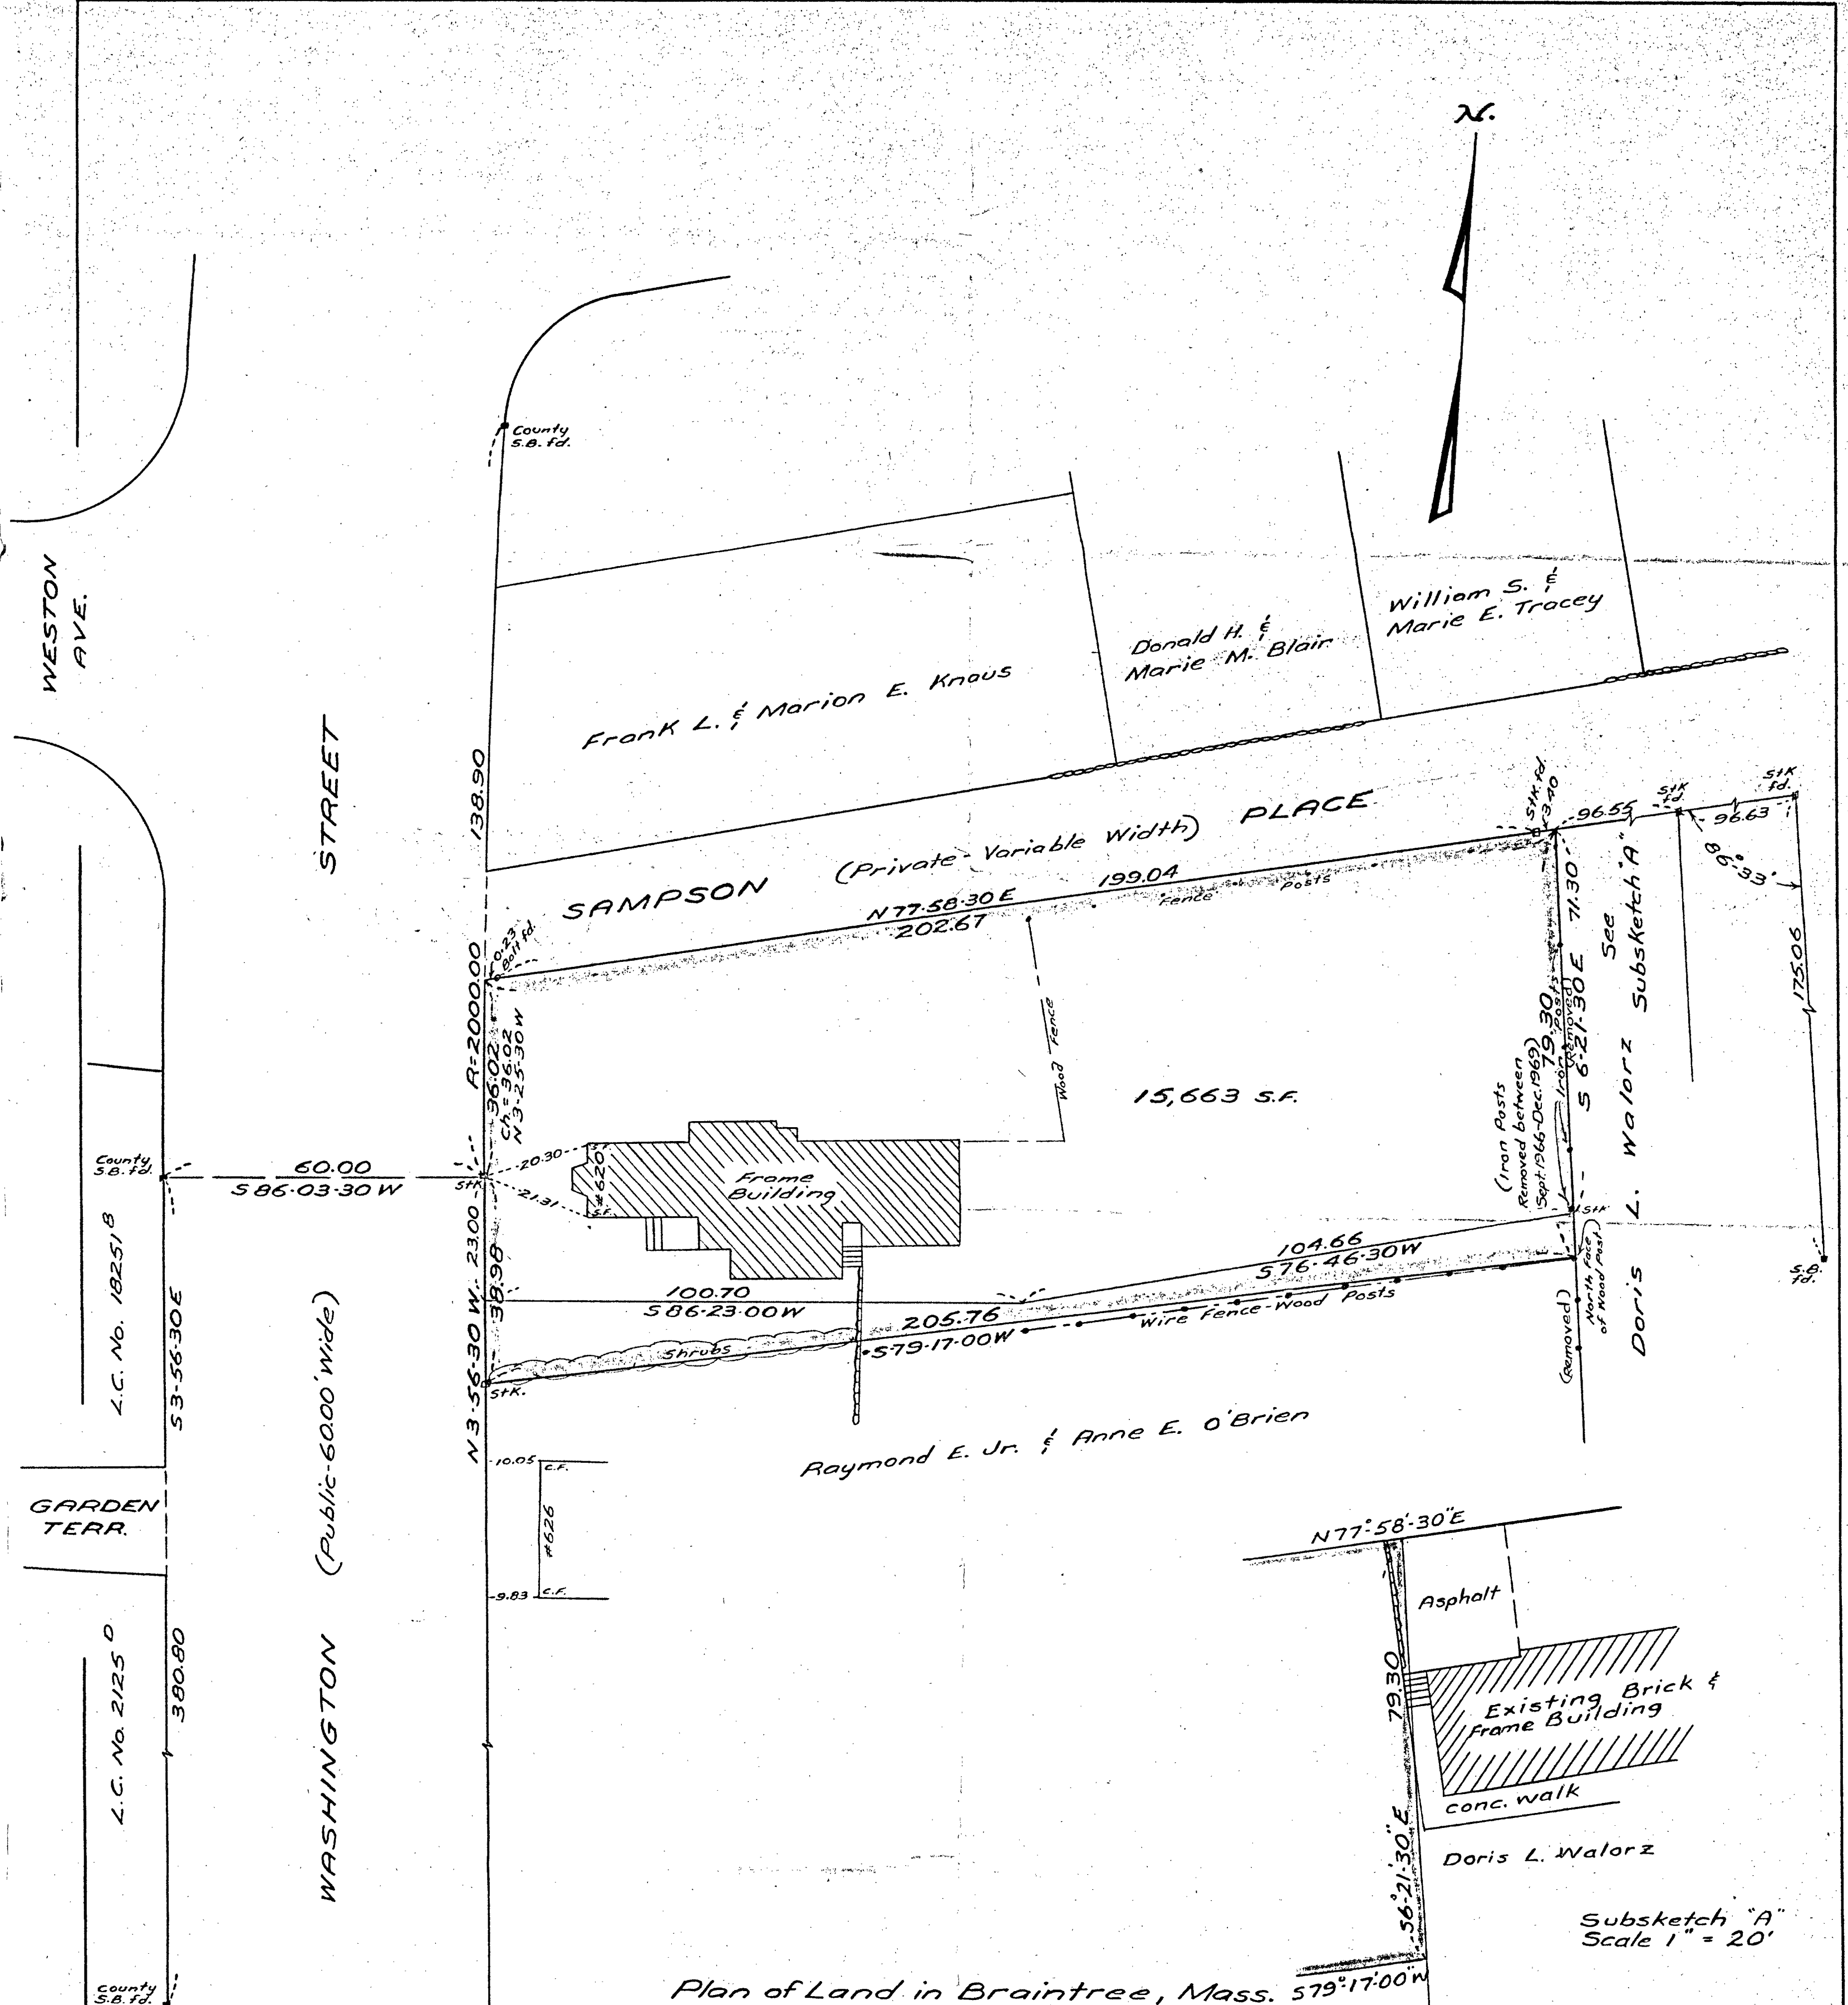 N.
County
S.B. fd.
WESTON
AVE.
STREET
138.90
Frank L. & Marion E. Knaus
Donald H. &
Marie M. Blair
William S. &
Marie E. Tracey
SAMPSON
(Private - Variable Width)
PLACE
N 77-58-30 E
199.04
202.67
Fence
Posts
Stk. fd.
3.40
96.55
Stk
fd.
96.63
Stk
fd.
86°-33'
175.06
S.B.
fd.
0.23
Bolt fd.
R=2000.00
36.02
Ch.= 36.02
N 3-25-30W
Wood Fence
15,663 S.F.
79.30
71.30
S 6-21-30 E
Iron Posts
(Removed)
(Iron Posts
Removed between
Sept.1966-Dec.1969)
See
Subsketch "A"
Doris L. Walorz
County
S.B. fd.
60.00
S 86-03-30 W
Stk.
20.30
21.31
#620
S.F.
S.F.
Frame
Building
23.00
38.98
N 3-56-30 W
100.70
S 86-23-00 W
104.66
S 76-46-30 W
205.76
S-79-17-00W
Shrubs
Wire Fence-Wood Posts
Stk
North Face
of Wood Post
(Removed)
Stk.
L.C. No. 18251 B
S3-56-30E
(Public-60.00' Wide)
Raymond E. Jr. & Anne E. O'Brien
10.05
C.F.
#626
9.83
C.F.
GARDEN
TERR.
L.C. No. 2125 D
380.80
WASHINGTON
County
S.B. fd.
N 77°-58'-30"E
Asphalt
79.30
Existing Brick &
Frame Building
conc. walk
S6°-21'-30"E
Doris L. Walorz
Subsketch "A"
Scale 1" = 20'
S79°-17'-00"W
Plan of Land in Braintree, Mass.